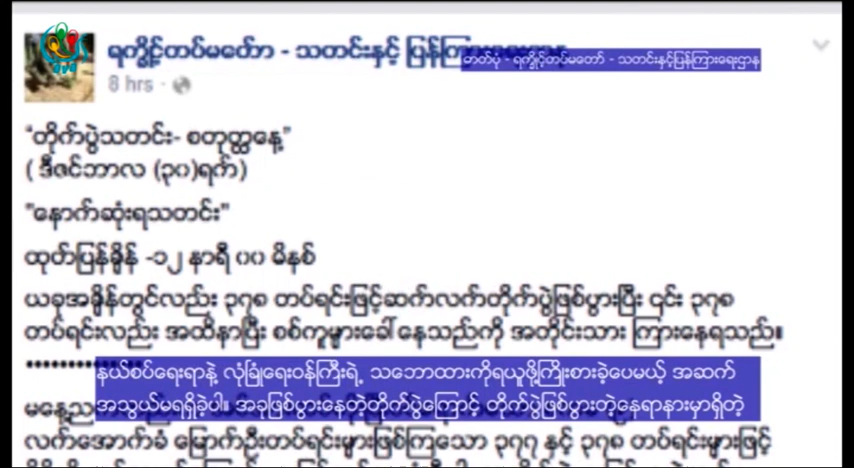 ရက္ခိုင့်တပ်မတော် - သတင်းနှင့် ပြန်ကြားရေးဌာန
ဓာတ်ပုံ - ရက္ခိုင့်တပ်မတော် - သတင်းနှင့်ပြန်ကြားရေးဌာန
8 hrs ·
"တိုက်ပွဲသတင်း- စတုတ္ထနေ့"
( ဒီဇင်ဘာလ (၃၀)ရက်)
"နောက်ဆုံးရသတင်း"
ထုတ်ပြန်ချိန် -၁၂ နာရီ ၀၀ မိနစ်
ယခုအချိန်တွင်လည်း ၃၇၈ တပ်ရင်းဖြင့်ဆက်လက်တိုက်ပွဲဖြစ်ပွားပြီး ၎င်း ၃၇၈
တပ်ရင်းလည်း အထိနာပြီး စစ်ကူများခေါ်နေသည်ကို အတိုင်းသား ကြားနေရသည်။
နယ်စပ်ရေးရာနဲ့ လုံခြုံရေးဝန်ကြီးရဲ့ သဘောထားကိုရယူဖို့ကြိုးစားခဲ့ပေမယ့် အဆက်
အသွယ်မရရှိခဲ့ပါ။ အခုဖြစ်ပွားနေတဲ့တိုက်ပွဲကြောင့် တိုက်ပွဲဖြစ်ပွားတဲ့နေရာနားမှာရှိတဲ့
လက်အောက်ခံ မြောက်ဦးတပ်ရင်းများဖြစ်ကြသော ၃၇၇ နှင့် ၃၇၈ တပ်ရင်းများဖြင့်